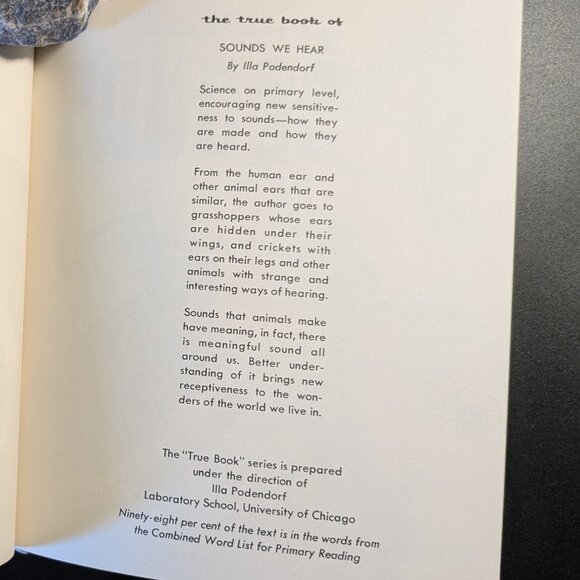 the true book of
SOUNDS WE HEAR
By Illa Podendorf
Science on primary level,
encouraging new sensitive-
ness to sounds—how they
are made and how they
are heard.
From the human ear and
other animal ears that are
similar, the author goes to
grasshoppers whose ears
are hidden under their
wings, and crickets with
ears on their legs and other
animals with strange and
interesting ways of hearing.
Sounds that animals make
have meaning, in fact, there
is meaningful sound all
around us. Better under-
standing of it brings new
receptiveness to the won-
ders of the world we live in.
The "True Book" series is prepared
under the direction of
Illa Podendorf
Laboratory School, University of Chicago
Ninety-eight per cent of the text is in the words from
the Combined Word List for Primary Reading